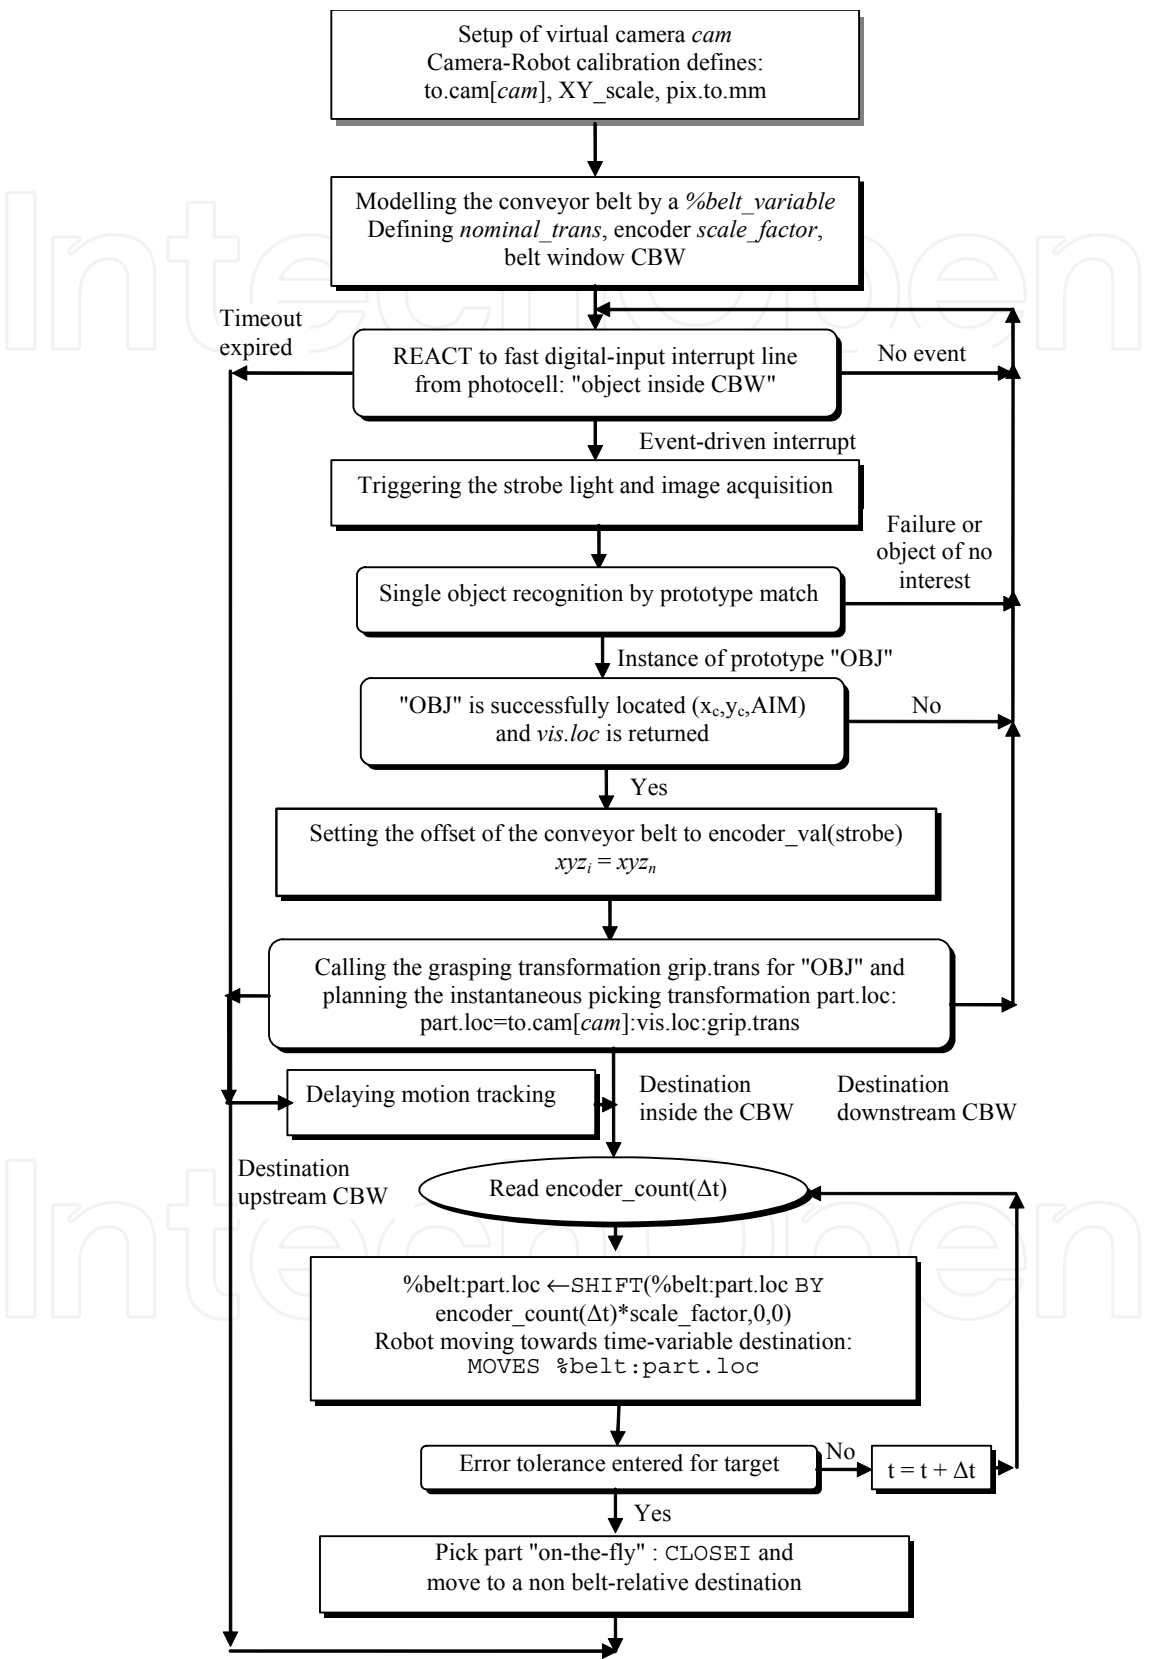 Setup of virtual camera cam
Camera-Robot calibration defines:
to.cam[cam], XY_scale, pix.to.mm
Modelling the conveyor belt by a %belt_variable
Defining nominal_trans, encoder scale_factor,
belt window CBW
Timeout
expired
REACT to fast digital-input interrupt line
from photocell: "object inside CBW"
No event
Event-driven interrupt
Triggering the strobe light and image acquisition
Failure or
object of no
interest
Single object recognition by prototype match
Instance of prototype "OBJ"
"OBJ" is successfully located (xc,yc,AIM)
and vis.loc is returned
No
Yes
Setting the offset of the conveyor belt to encoder_val(strobe)
xyzi = xyzn
Calling the grasping transformation grip.trans for "OBJ" and
planning the instantaneous picking transformation part.loc:
part.loc=to.cam[cam]:vis.loc:grip.trans
Delaying motion tracking
Destination
inside the CBW
Destination
downstream CBW
Destination
upstream CBW
Read encoder_count(Δt)
%belt:part.loc ←SHIFT(%belt:part.loc BY
encoder_count(Δt)*scale_factor,0,0)
Robot moving towards time-variable destination:
MOVES %belt:part.loc
Error tolerance entered for target
No
t = t + Δt
Yes
Pick part "on-the-fly" : CLOSEI and
move to a non belt-relative destination
IntechOpen
IntechOpen